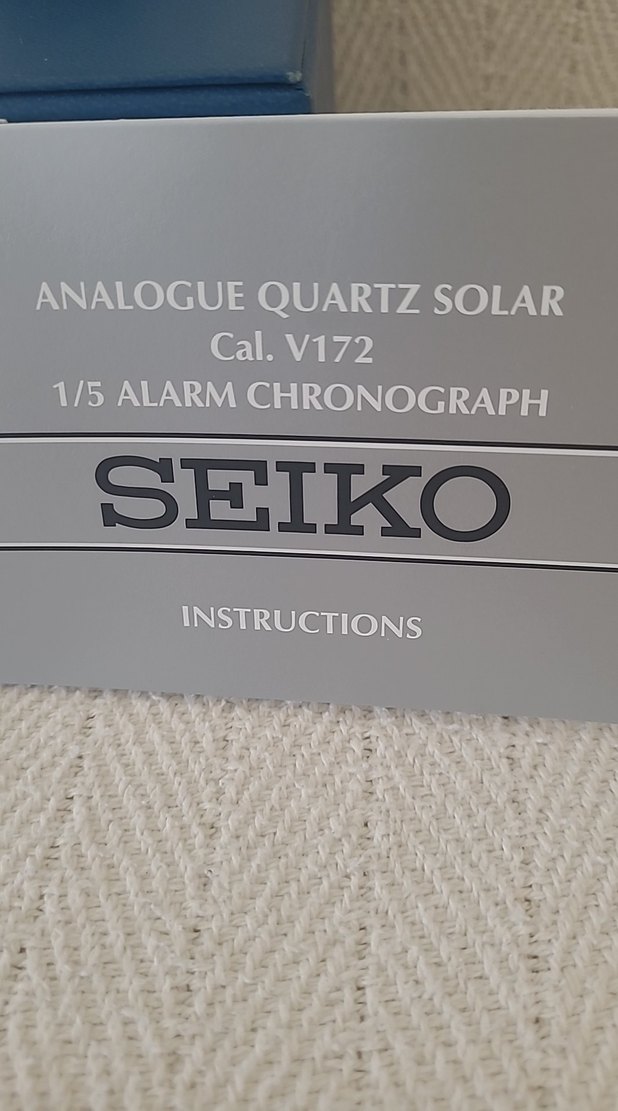 ANALOGUE QUARTZ SOLAR
Cal. V172
1/5 ALARM CHRONOGRAPH
SEIKO
INSTRUCTIONS